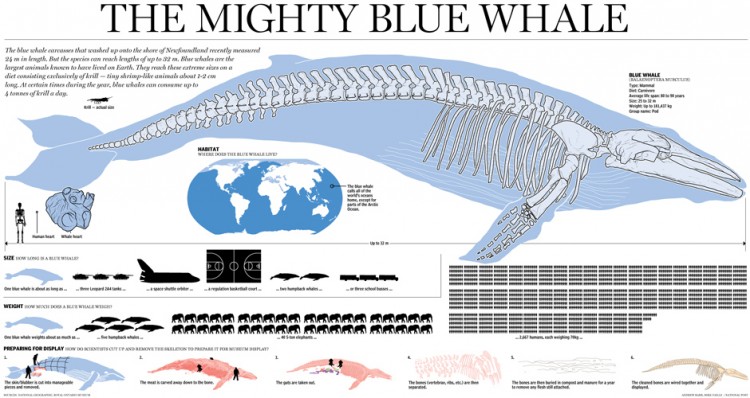 THE MIGHTY BLUE WHALE
The blue whale carcasses that washed up onto the shore of Newfoundland recently measured
24 m in length. But the species can reach lengths of up to 32 m. Blue whales are the
largest animals known to have lived on Earth. They reach these extreme sizes on a
diet consisting exclusively of krill — tiny shrimp-like animals about 1-2 cm
long. At certain times during the year, blue whales can consume up to
4 tonnes of krill a day.
Krill — actual size
BLUE WHALE
(BALAENOPTERA MUSCULUS)
Type: Mammal
Diet: Carnivore
Average life span: 80 to 90 years
Size: 25 to 32 m
Weight: Up to 181,437 kg
Group name: Pod
HABITAT
WHERE DOES THE BLUE WHALE LIVE?
The blue whale
calls all of the
world's oceans
home, except for
parts of the Arctic
Ocean.
Human heart
Whale heart
Up to 32 m
SIZE HOW LONG IS A BLUE WHALE?
One blue whale is about as long as ...
... three Leopard 2A4 tanks ...
... a space shuttle orbiter ...
... a regulation basketball court ...
... two humpback whales ...
... or three school busses ...
WEIGHT HOW MUCH DOES A BLUE WHALE WEIGH?
One blue whale weighs about as much as ...
... five humpback whales ...
... 40 5-ton elephants ...
... 2,667 humans, each weighing 70kg ...
PREPARING FOR DISPLAY HOW DO SCIENTISTS CUT UP AND REMOVE THE SKELETON TO PREPARE IT FOR MUSEUM DISPLAY?
1.
The skin/blubber is cut into manageable
pieces and removed.
2.
The meat is carved away down to the bone.
3.
The guts are taken out.
4.
The bones (vertebrae, ribs, etc.) are then
separated.
5.
The bones are then buried in compost and manure for a year
to remove any flesh still attached.
6.
The cleaned bones are wired together and
displayed.
SOURCES: NATIONAL GEOGRAPHIC, ROYAL ONTARIO MUSEUM
NATIONAL POST